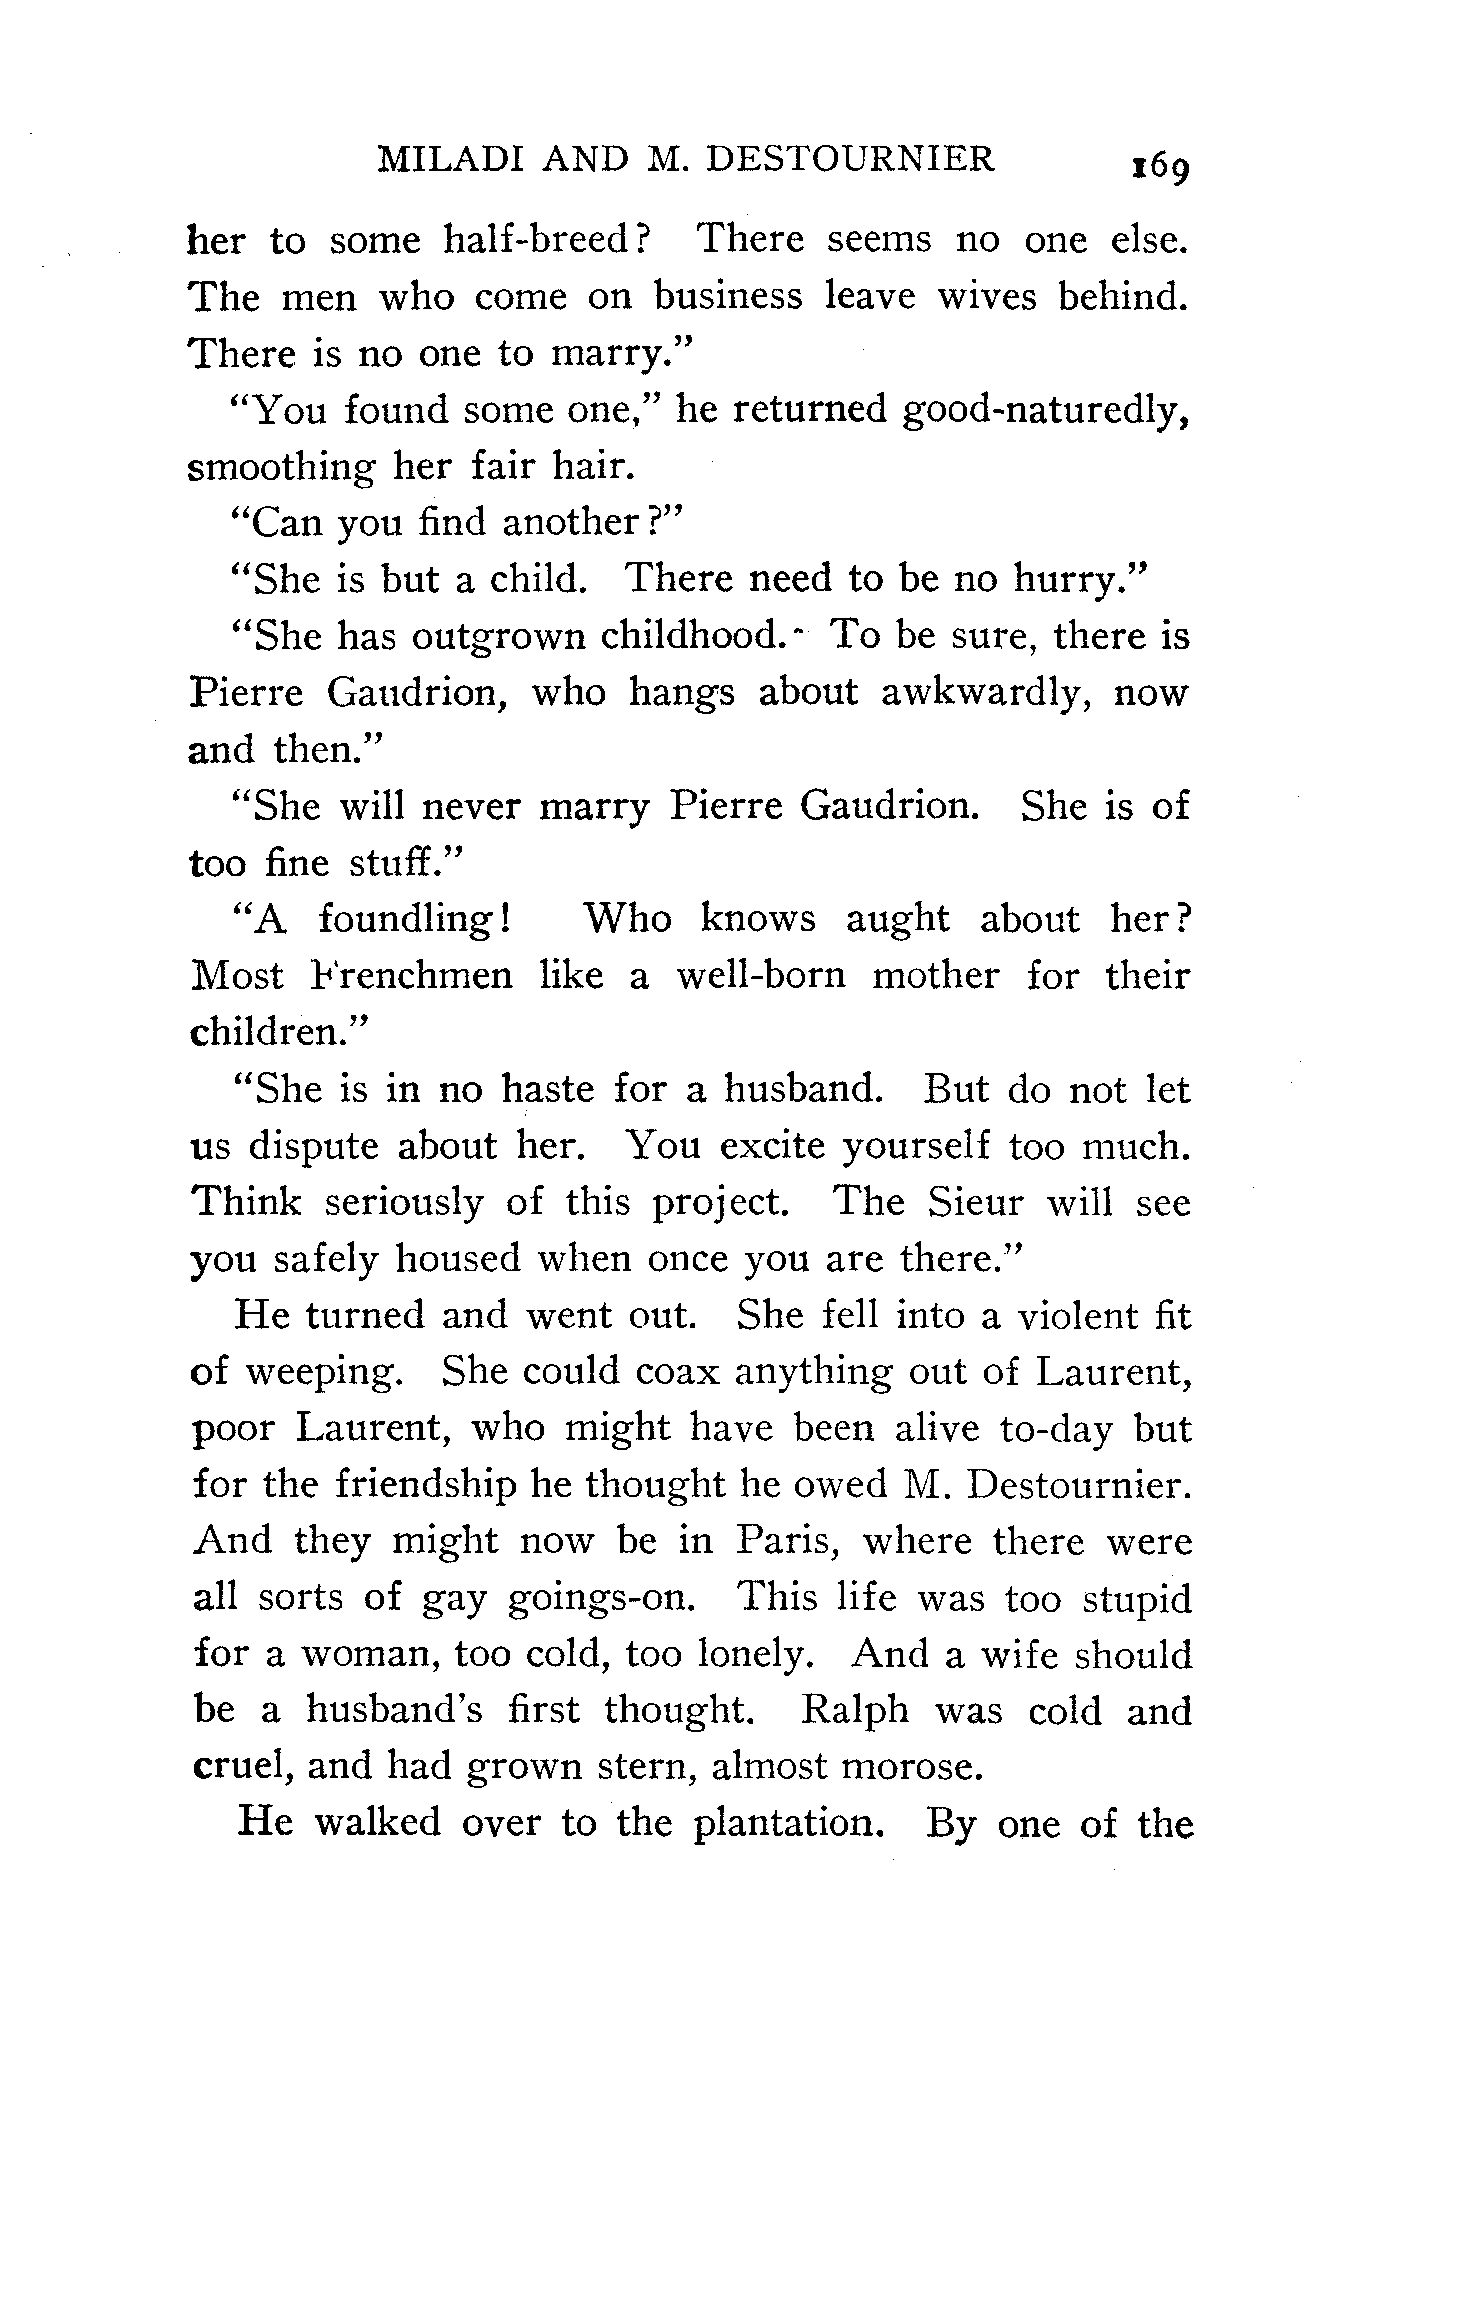 MILADI AND M. DESTOURNIER 169
her to some half-breed? There seems no one else.
The men who come on business leave wives behind.
There is no one to marry."
"You found some one," he returned good-naturedly,
smoothing her fair hair.
"Can you find another?"
"She is but a child. There need to be no hurry."
"She has outgrown childhood. To be sure, there is
Pierre Gaudrion, who hangs about awkwardly, now
and then."
"She will never marry Pierre Gaudrion. She is of
too fine stuff."
"A foundling! Who knows aught about her?
Most Frenchmen like a well-born mother for their
children."
"She is in no haste for a husband. But do not let
us dispute about her. You excite yourself too much.
Think seriously of this project. The Sieur will see
you safely housed when once you are there."
He turned and went out. She fell into a violent fit
of weeping. She could coax anything out of Laurent,
poor Laurent, who might have been alive to-day but
for the friendship he thought he owed M. Destournier.
And they might now be in Paris, where there were
all sorts of gay goings-on. This life was too stupid
for a woman, too cold, too lonely. And a wife should
be a husband's first thought. Ralph was cold and
cruel, and had grown stern, almost morose.
He walked over to the plantation. By one of the